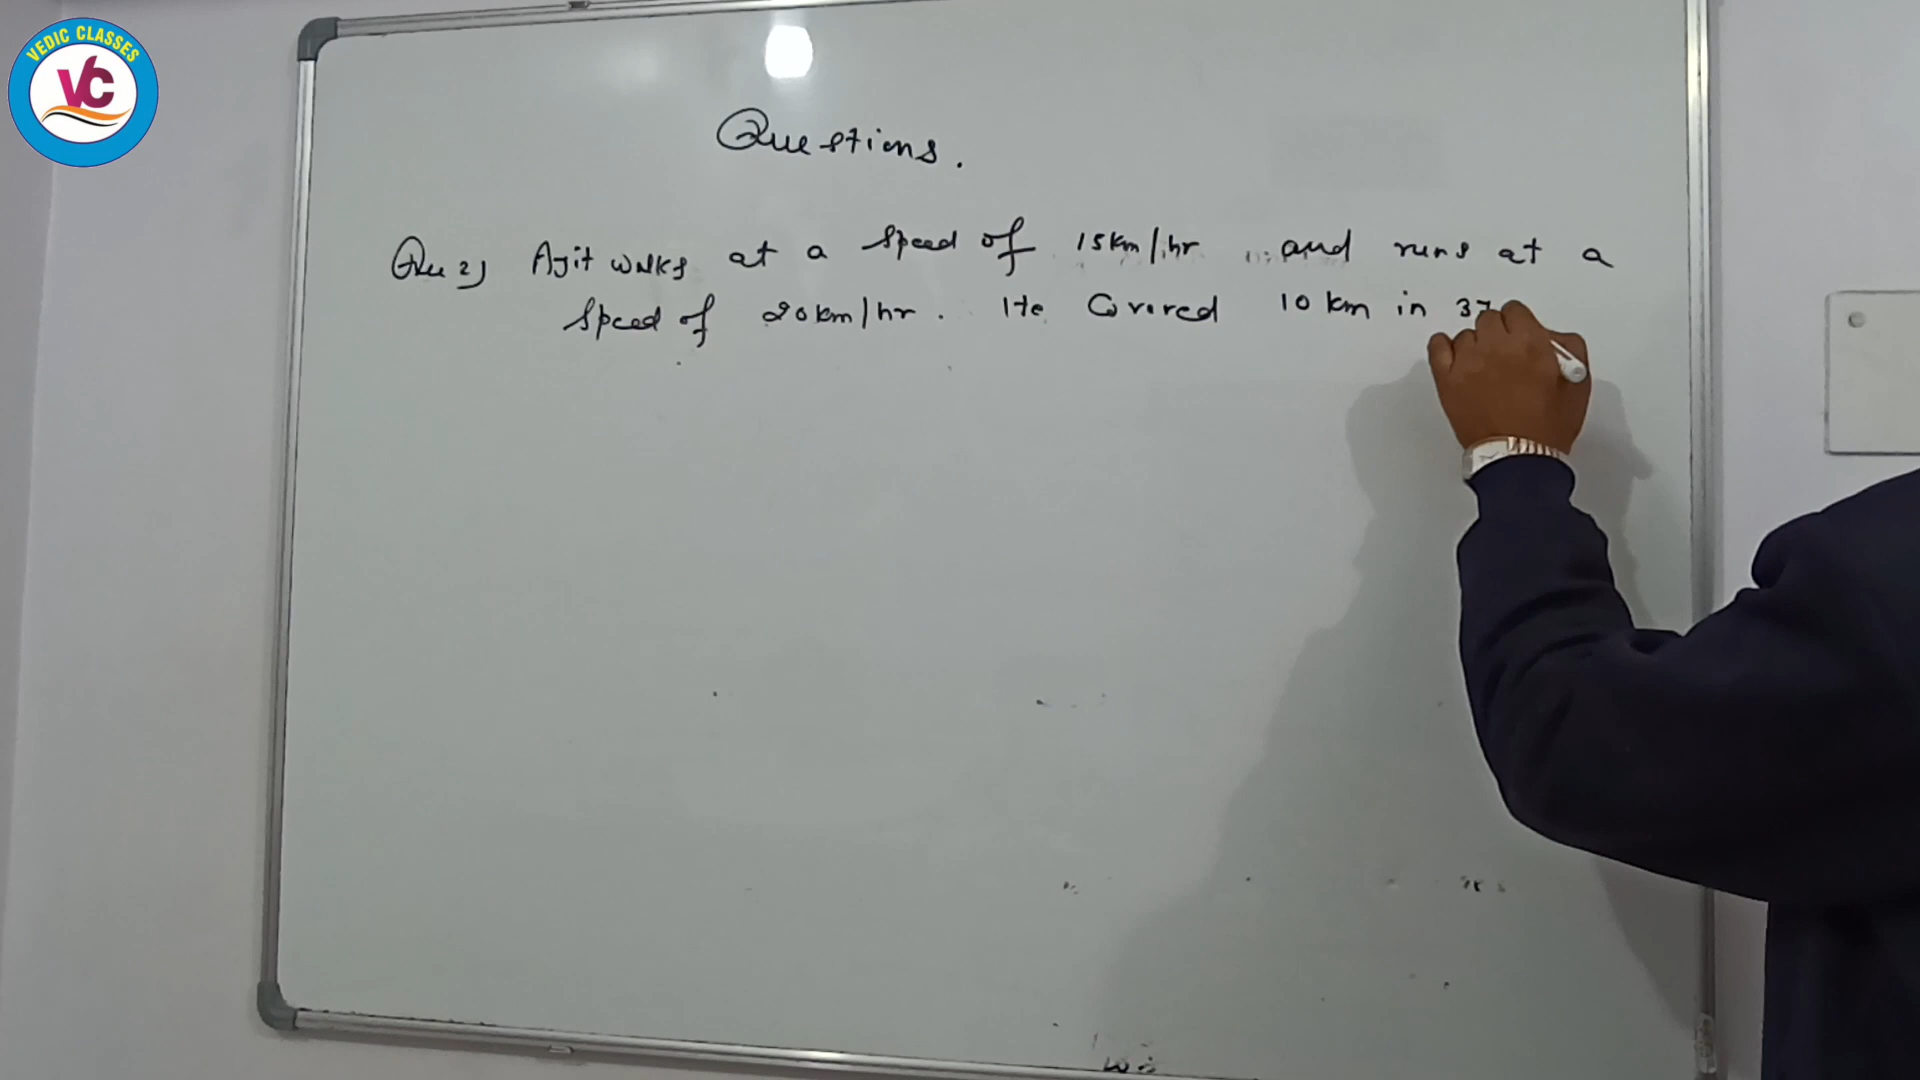 VEDIC CLASSES
VC
Questions.
Que 2) Ajit walks at a speed of 15km/hr and runs at a
speed of 20km/hr. He Covered 10 km in 37